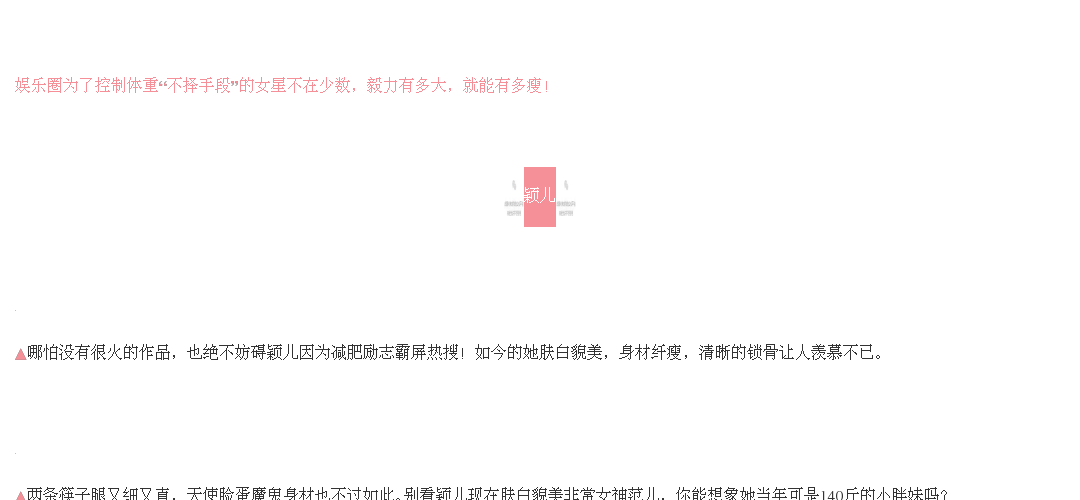 娱乐圈为了控制体重“不择手段”的女星不在少数，毅力有多大，就能有多瘦！
颖儿
▲哪怕没有很火的作品，也绝不妨碍颖儿因为减肥励志霸屏热搜！如今的她肤白貌美，身材纤瘦，清晰的锁骨让人羡慕不已。
▲两条筷子腿又细又直，天使脸蛋魔鬼身材也不过如此。别看颖儿现在肤白貌美非常女神范儿，你能想象她当年可是140斤的小胖妹吗？